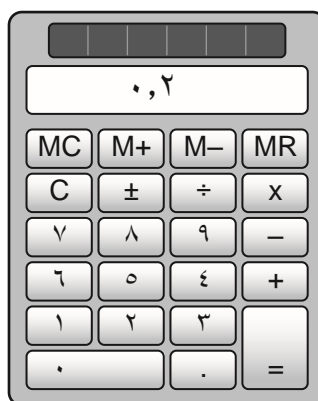 ٠,٢
MC M+ M– MR
C ± ÷ x
٧ ٨ ٩ –
٦ ٥ ٤ +
١ ٢ ٣
٠ . =